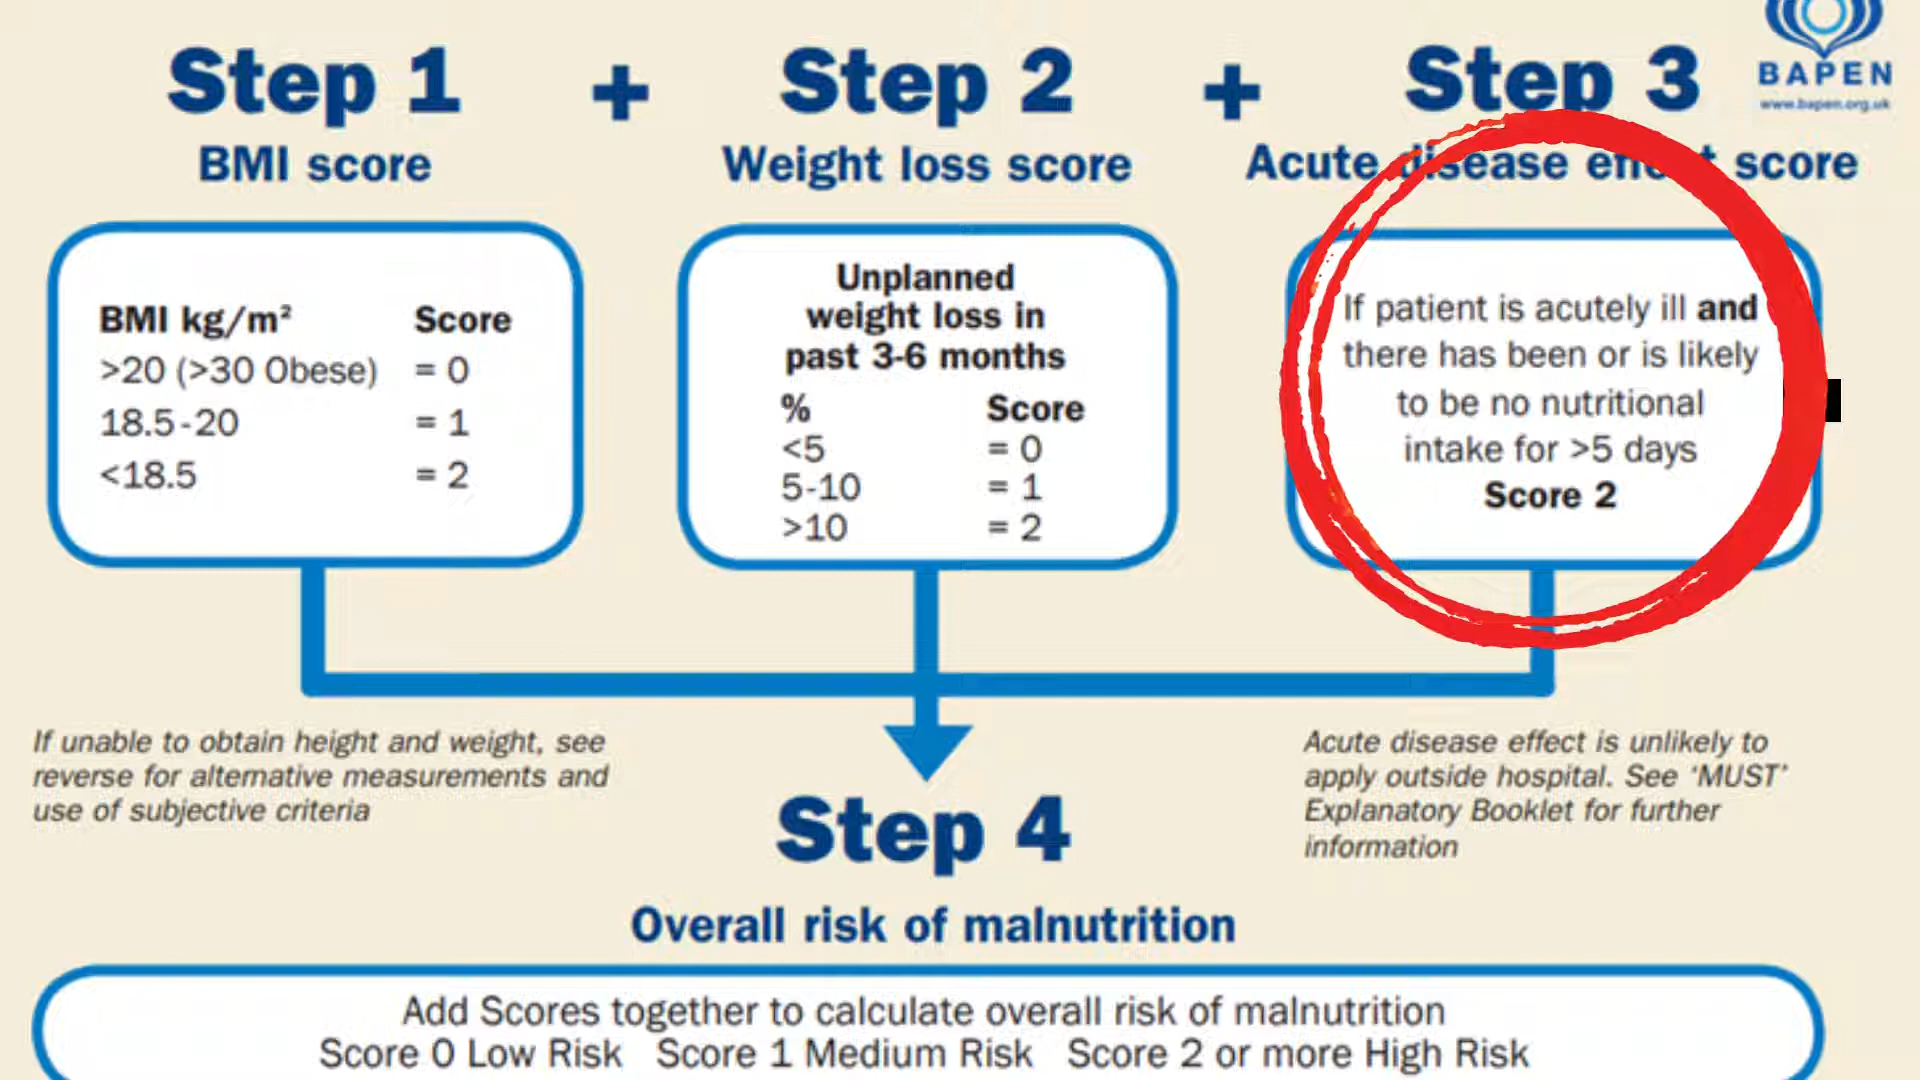 Step 1 + Step 2 + Step 3
BAPEN
www.bapen.org.uk
BMI score
Weight loss score
Acute disease effect score
BMI kg/m² Score
>20 (>30 Obese) = 0
18.5-20 = 1
<18.5 = 2
Unplanned
weight loss in
past 3-6 months
% Score
<5 = 0
5-10 = 1
>10 = 2
If patient is acutely ill and
there has been or is likely
to be no nutritional
intake for >5 days
Score 2
If unable to obtain height and weight, see
reverse for alternative measurements and
use of subjective criteria
Acute disease effect is unlikely to
apply outside hospital. See ‘MUST’
Explanatory Booklet for further
information
Step 4
Overall risk of malnutrition
Add Scores together to calculate overall risk of malnutrition
Score 0 Low Risk Score 1 Medium Risk Score 2 or more High Risk